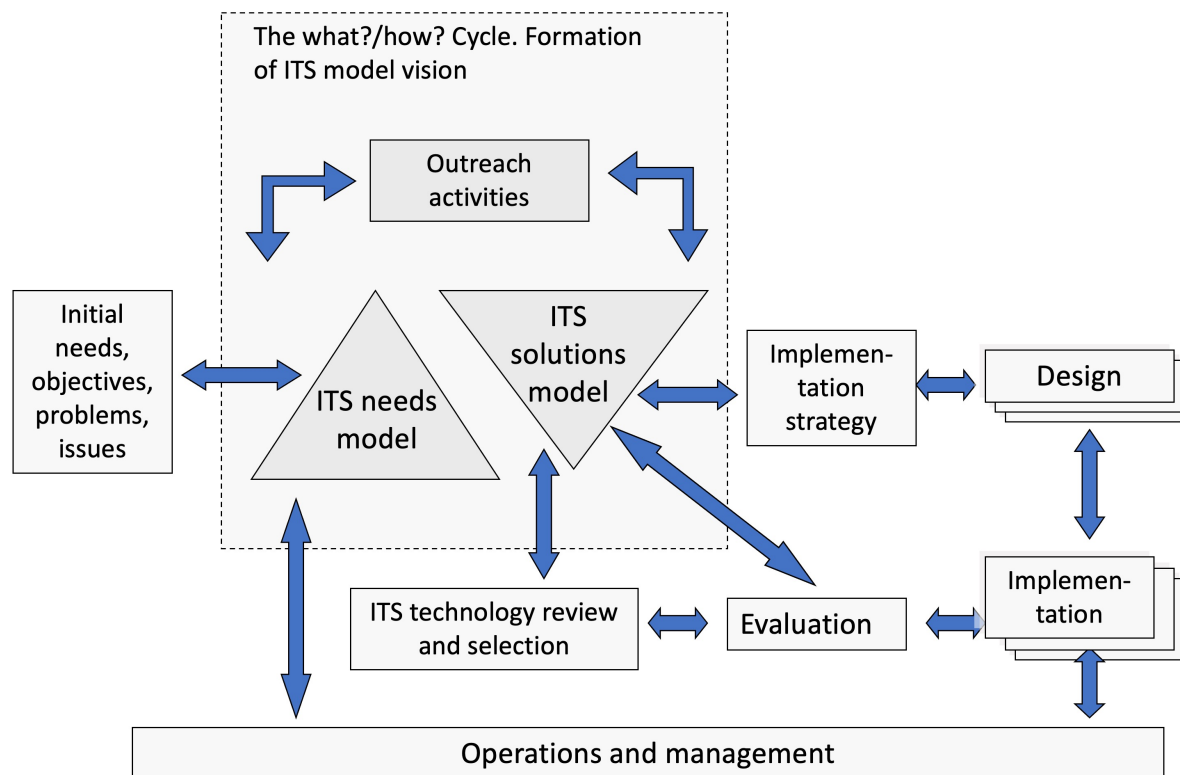 The what?/how? Cycle. Formation
of ITS model vision
Outreach
activities
Initial
needs,
objectives,
problems,
issues
ITS needs
model
ITS
solutions
model
Implemen-
tation
strategy
Design
ITS technology review
and selection
Evaluation
Implemen-
tation
Operations and management